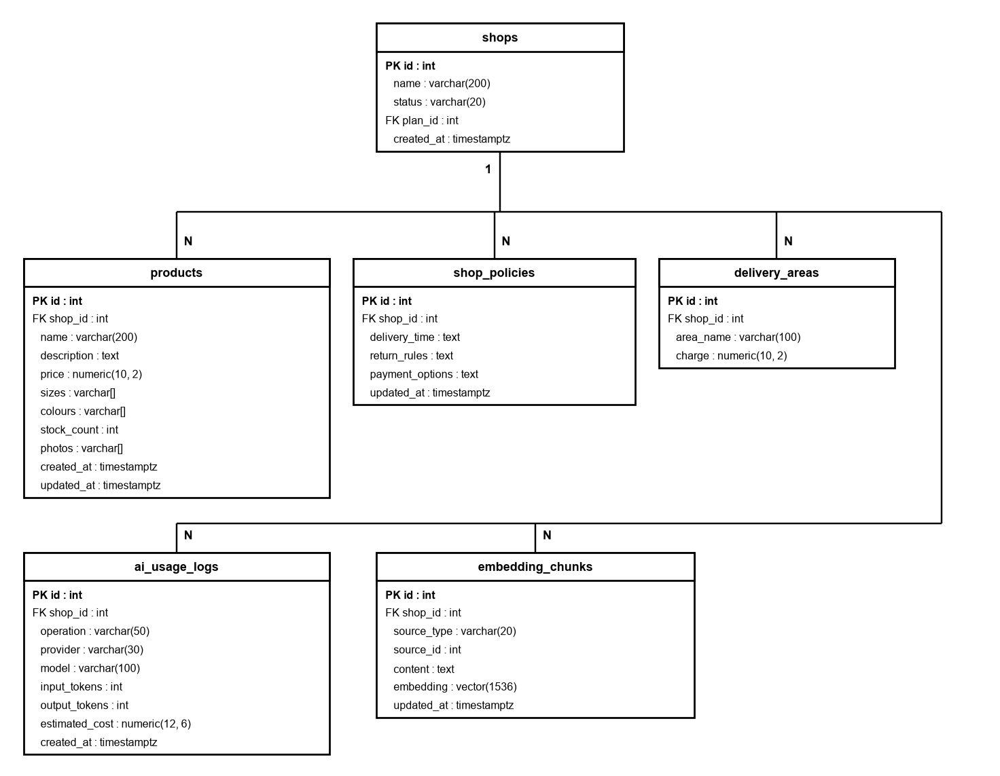 shops
PK id : int
name : varchar(200)
status : varchar(20)
FK plan_id : int
created_at : timestamptz
1
N
N
N
products
PK id : int
FK shop_id : int
name : varchar(200)
description : text
price : numeric(10, 2)
sizes : varchar[]
colours : varchar[]
stock_count : int
photos : varchar[]
created_at : timestamptz
updated_at : timestamptz
shop_policies
PK id : int
FK shop_id : int
delivery_time : text
return_rules : text
payment_options : text
updated_at : timestamptz
delivery_areas
PK id : int
FK shop_id : int
area_name : varchar(100)
charge : numeric(10, 2)
N
N
ai_usage_logs
PK id : int
FK shop_id : int
operation : varchar(50)
provider : varchar(30)
model : varchar(100)
input_tokens : int
output_tokens : int
estimated_cost : numeric(12, 6)
created_at : timestamptz
embedding_chunks
PK id : int
FK shop_id : int
source_type : varchar(20)
source_id : int
content : text
embedding : vector(1536)
updated_at : timestamptz